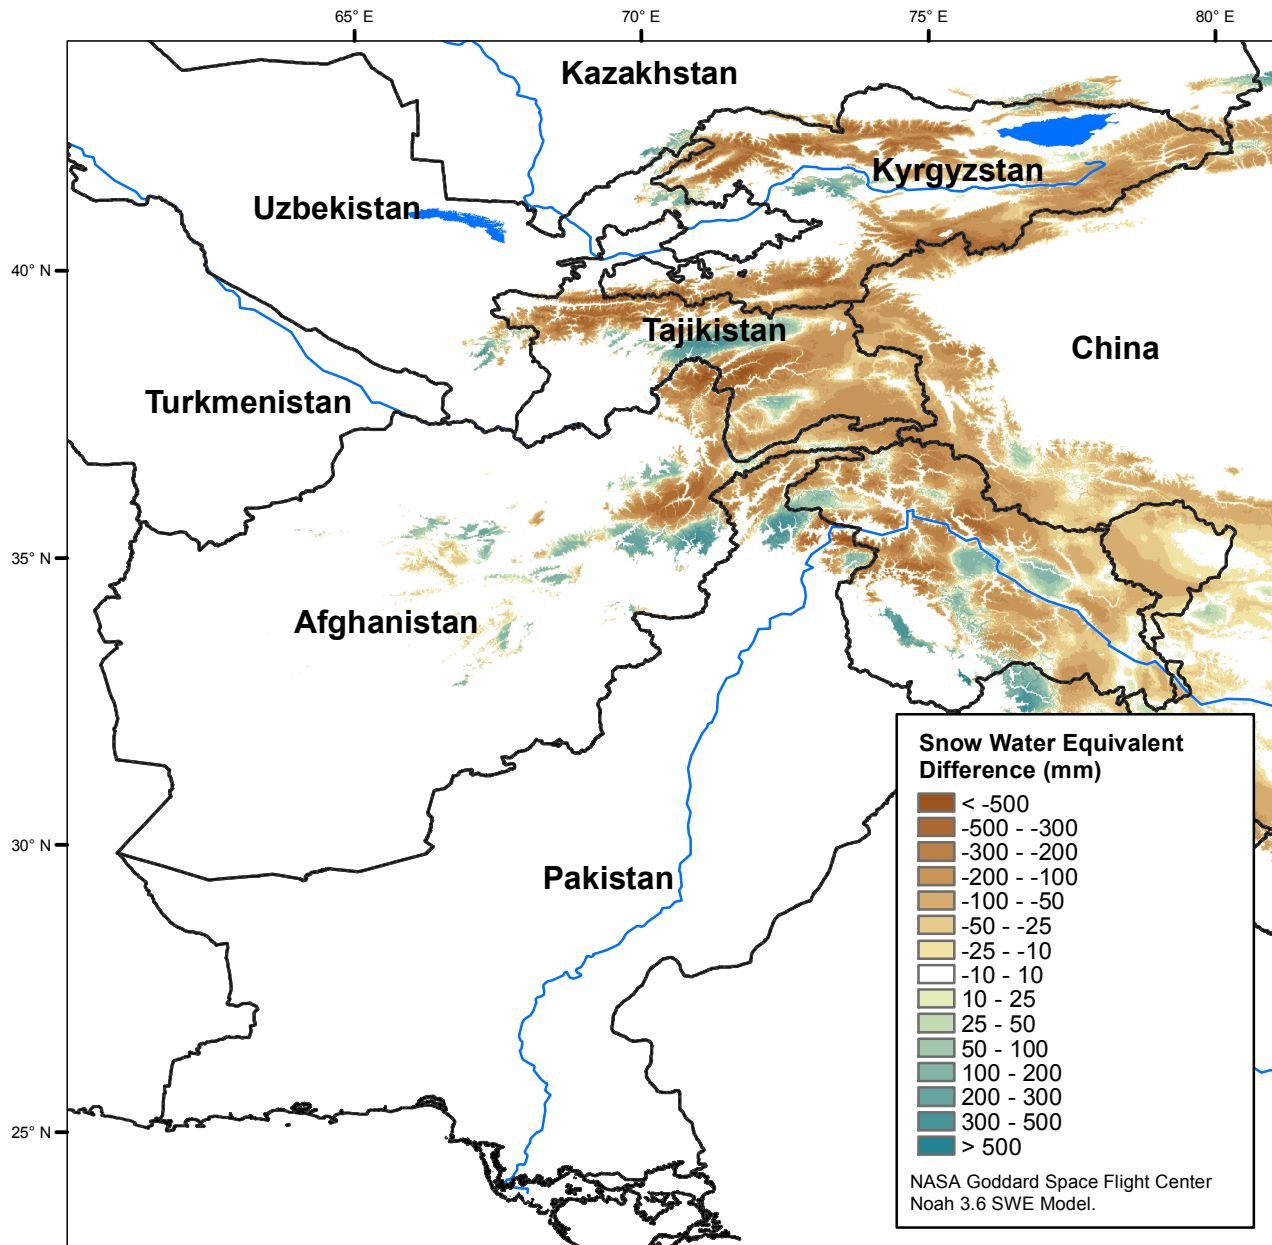 65° E
70° E
75° E
80° E
Kazakhstan
Kyrgyzstan
Uzbekistan
40° N
Tajikistan
China
Turkmenistan
35° N
Afghanistan
Snow Water Equivalent
Difference (mm)
< -500
-500 - -300
-300 - -200
-200 - -100
-100 - -50
-50 - -25
-25 - -10
-10 - 10
10 - 25
25 - 50
50 - 100
100 - 200
200 - 300
300 - 500
> 500
NASA Goddard Space Flight Center
Noah 3.6 SWE Model.
30° N
Pakistan
25° N